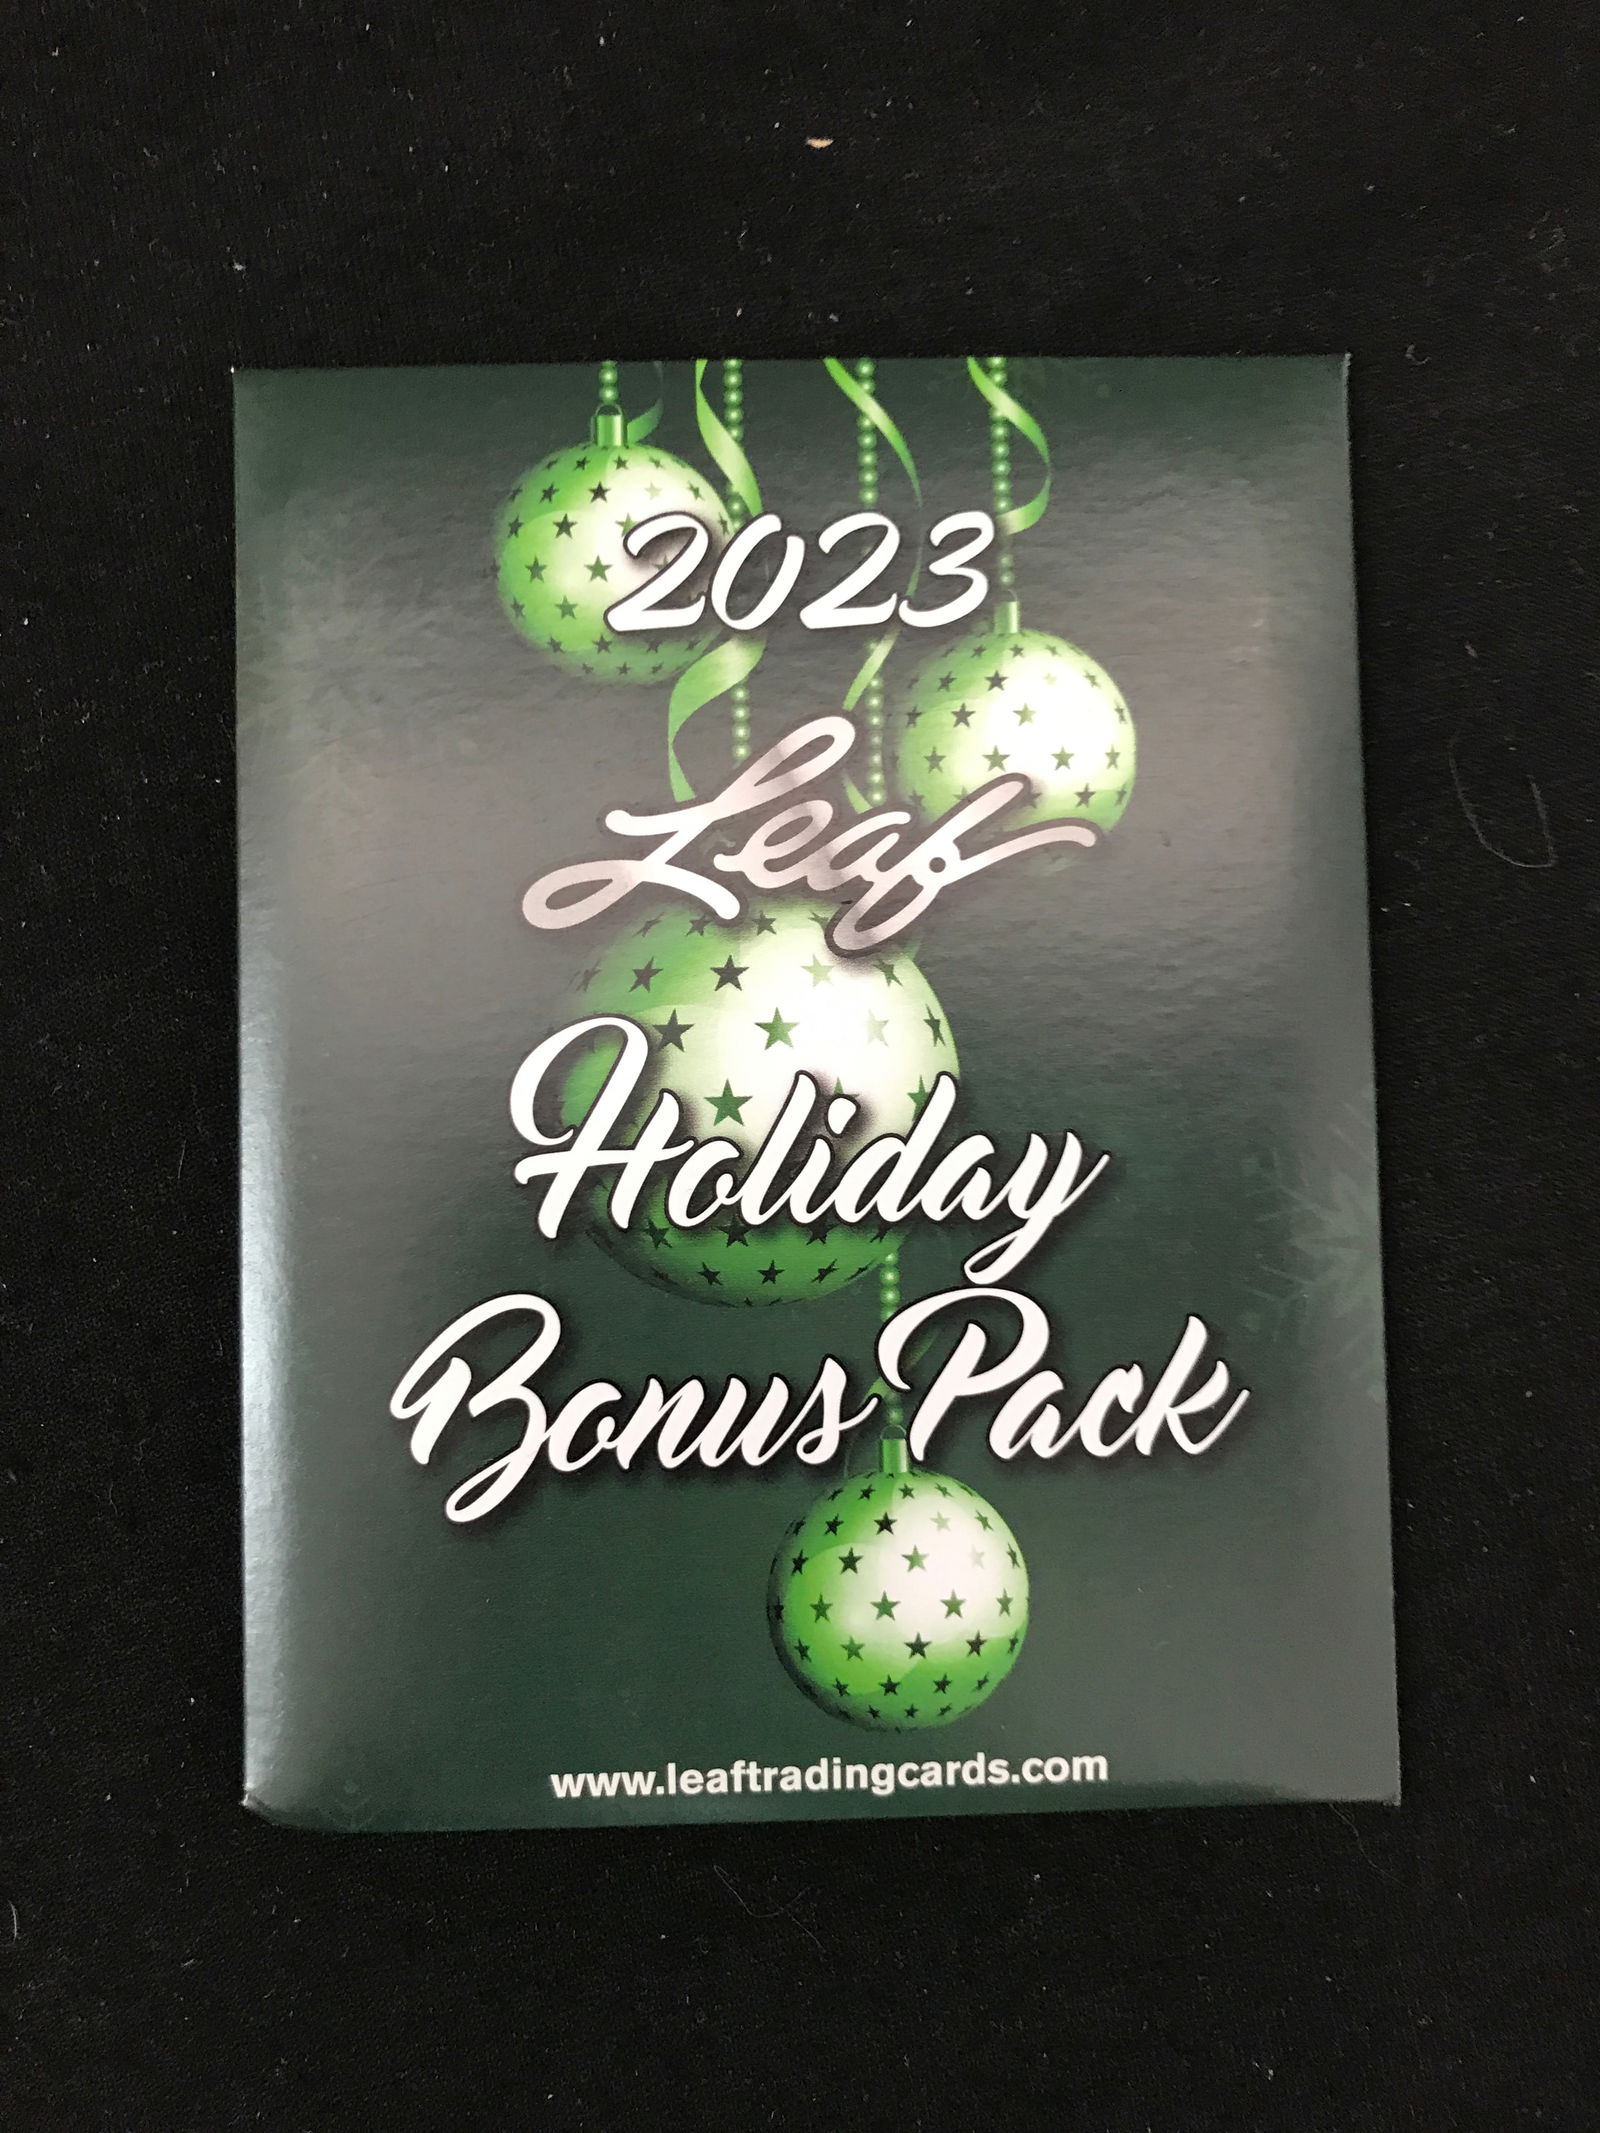 2023
Leaf
Holiday
Bonus Pack
www.leaftradingcards.com